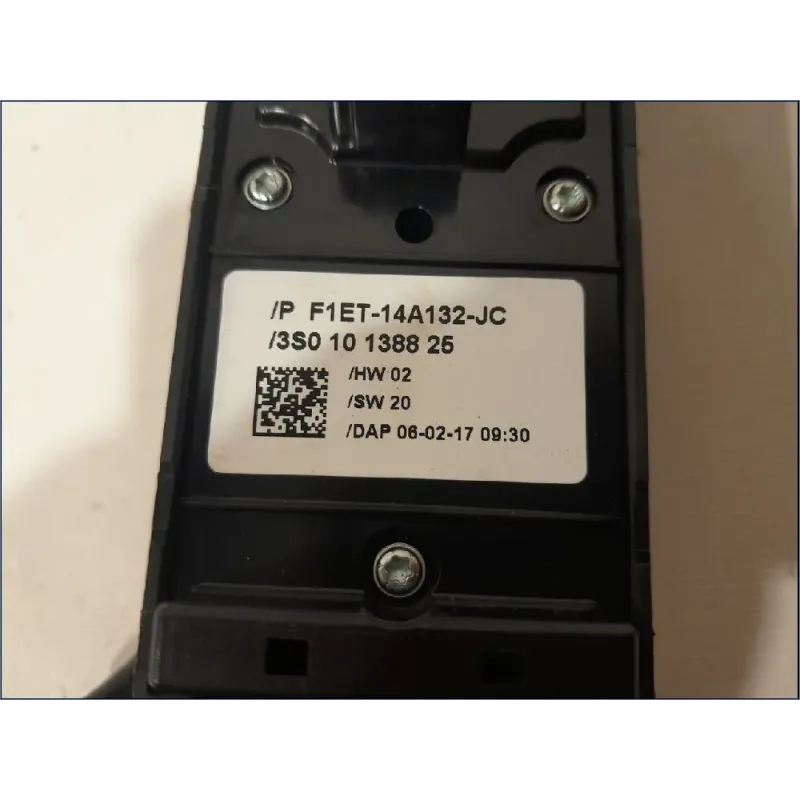 /P F1ET-14A132-JC
/3S0 10 1388 25
/HW 02
/SW 20
/DAP 06-02-17 09:30